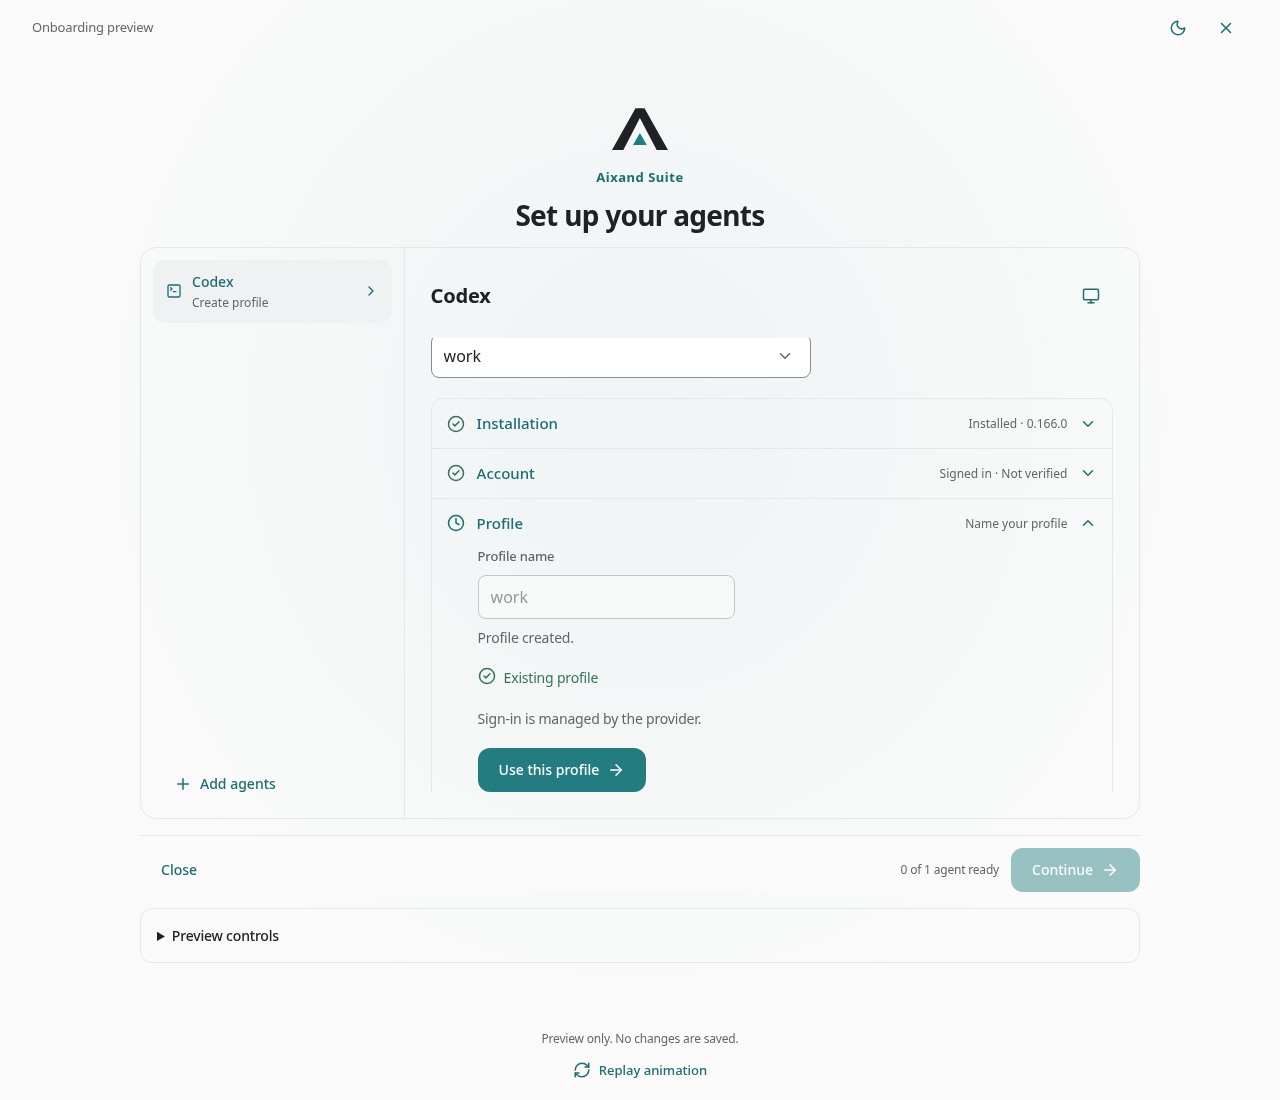 Onboarding preview
Aixand Suite
Set up your agents
Codex
Create profile
Add agents
Codex
work
Installation
Installed · 0.166.0
Account
Signed in · Not verified
Profile
Name your profile
Profile name
work
Profile created.
Existing profile
Sign-in is managed by the provider.
Use this profile
Close
0 of 1 agent ready
Continue
Preview controls
Preview only. No changes are saved.
Replay animation